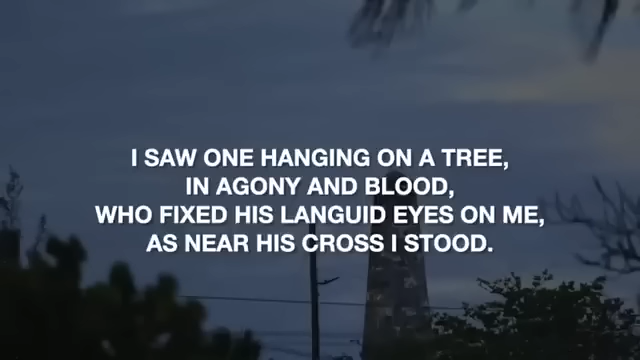 I SAW ONE HANGING ON A TREE,
IN AGONY AND BLOOD,
WHO FIXED HIS LANGUID EYES ON ME,
AS NEAR HIS CROSS I STOOD.